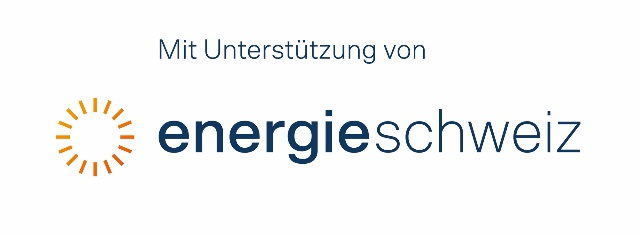 Mit Unterstützung von
energieschweiz